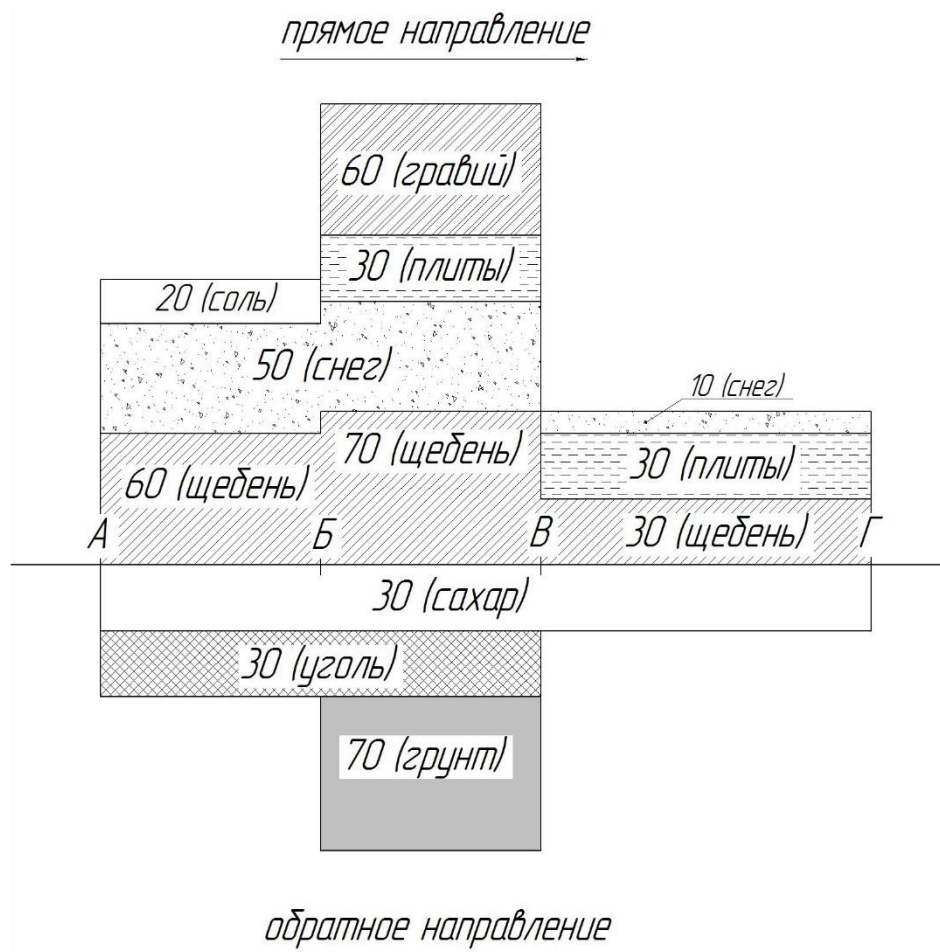 прямое направление
60 (гравий)
30 (плиты)
20 (соль)
50 (снег)
10 (снег)
70 (щебень)
30 (плиты)
60 (щебень)
А
Б
В
30 (щебень)
Г
30 (сахар)
30 (уголь)
70 (грунт)
обратное направление